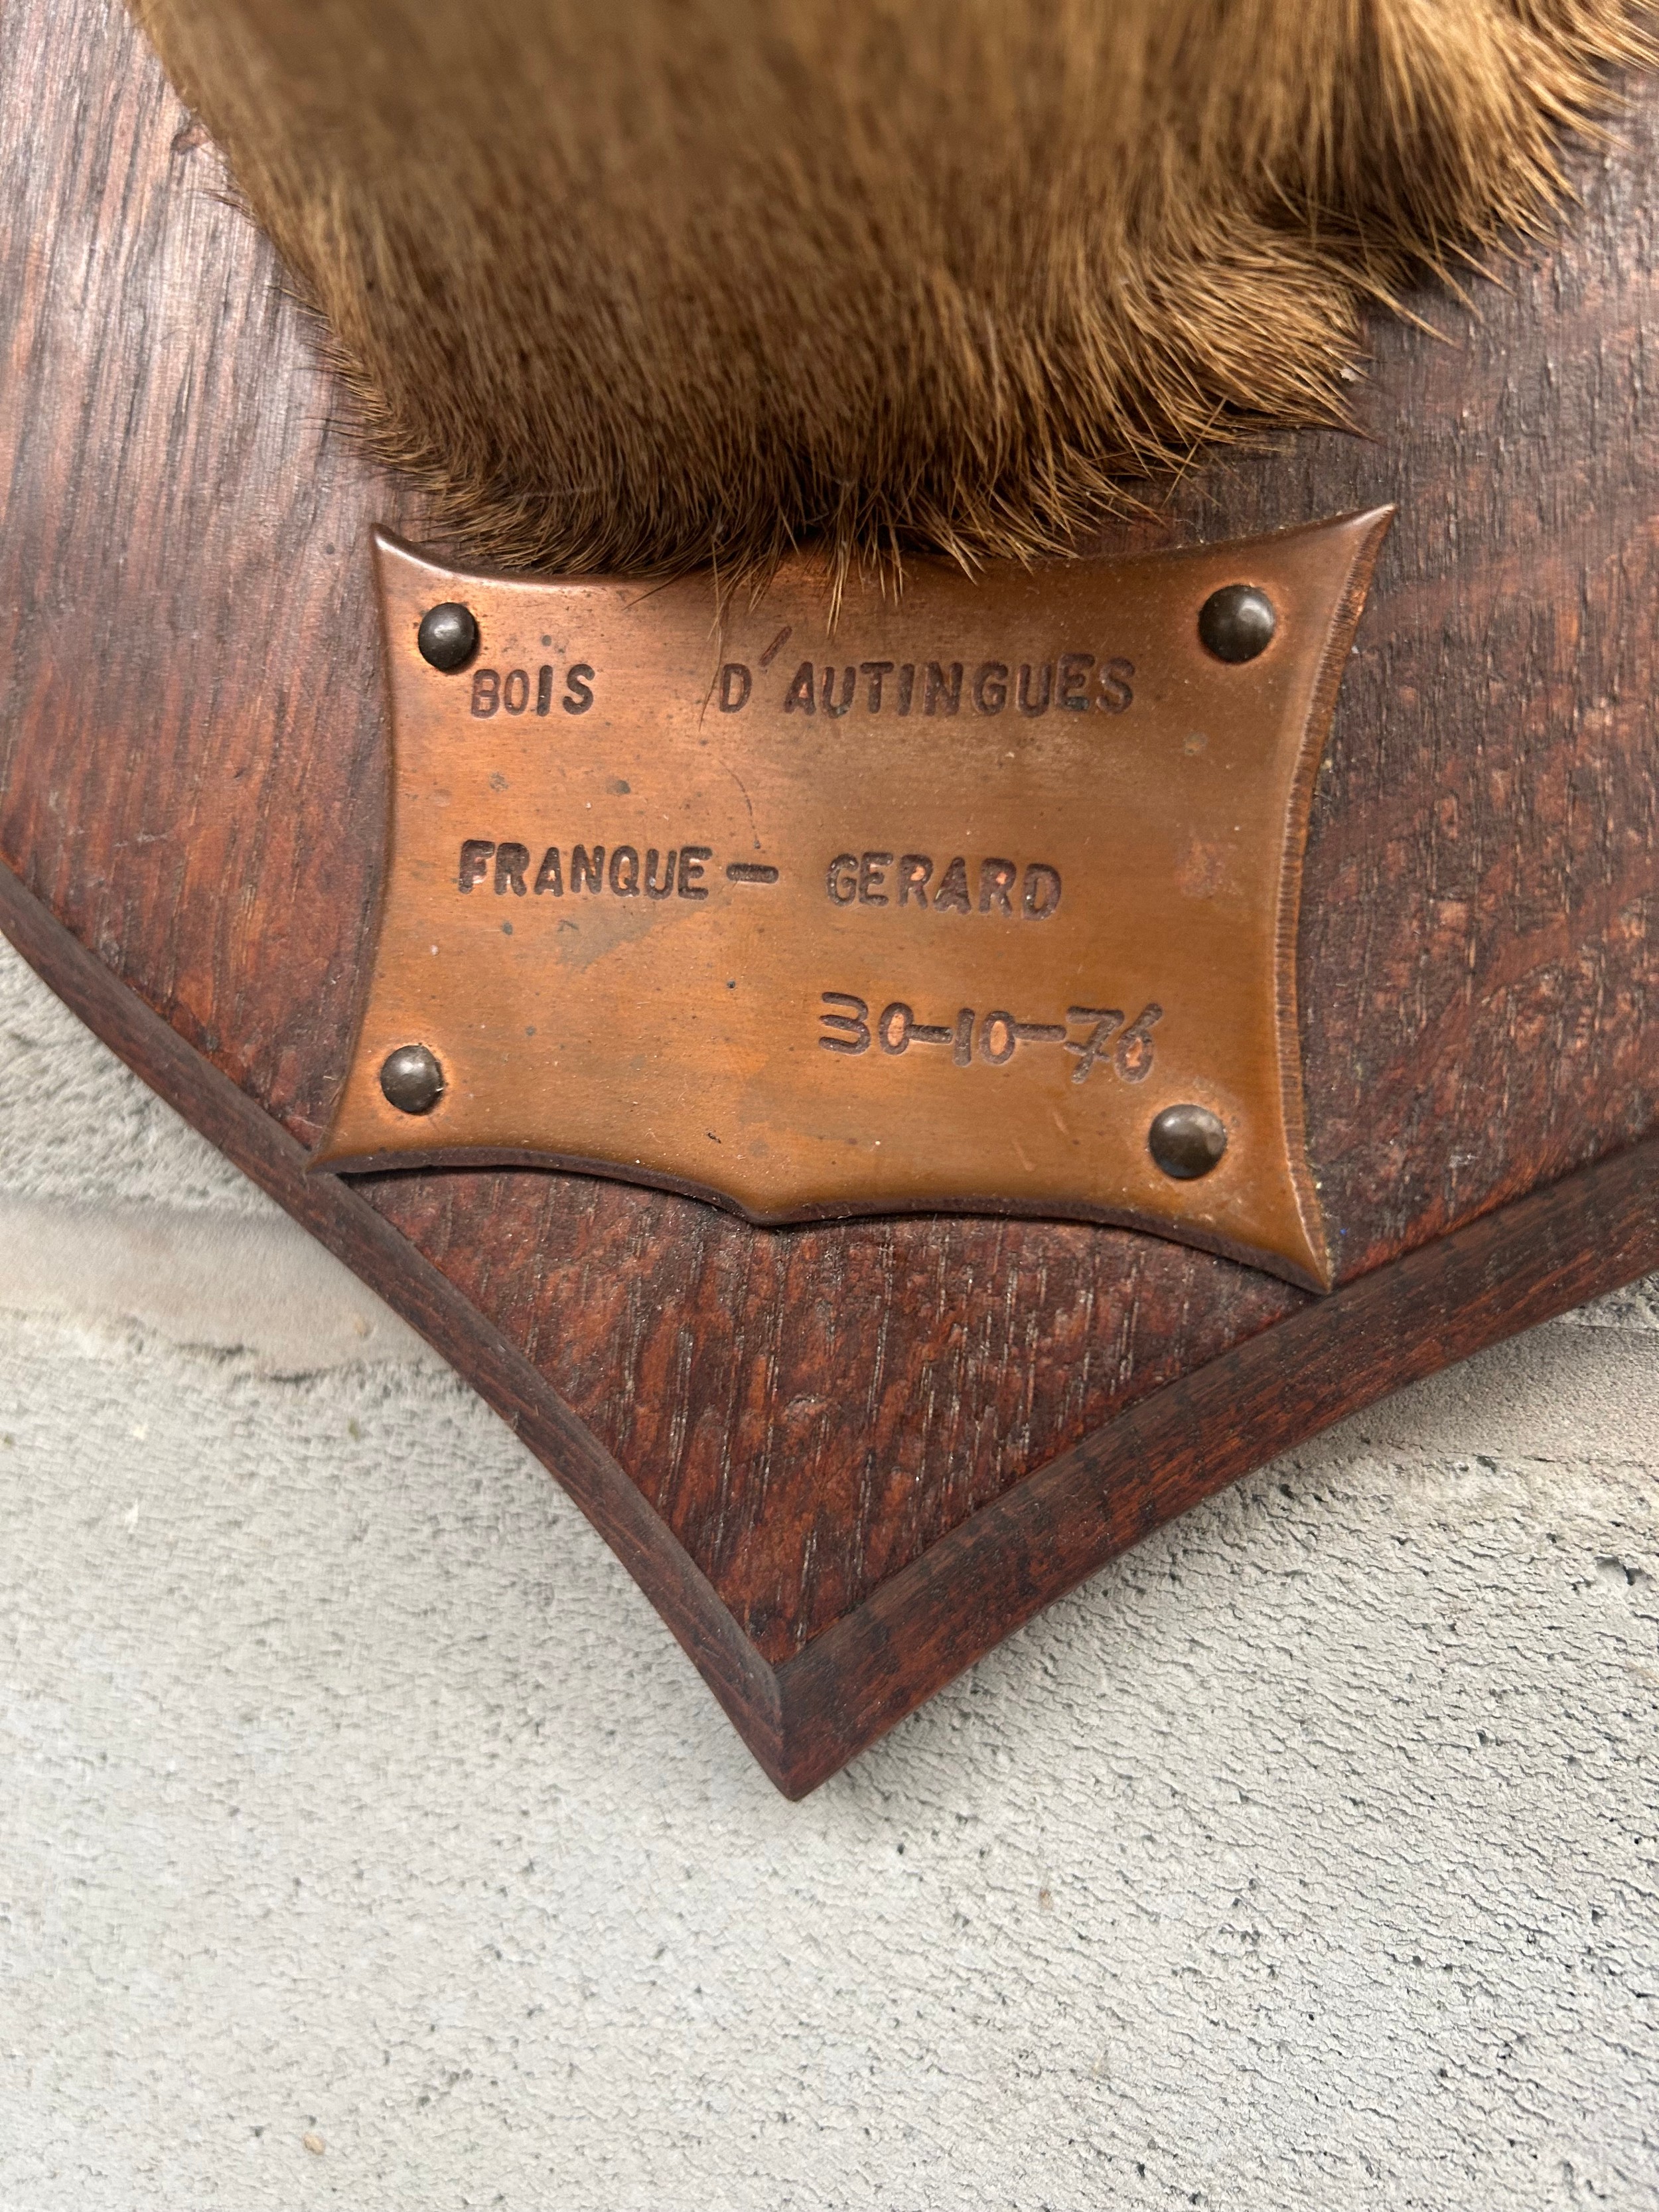 BOIS D'AUTINGUES
FRANQUE - GERARD
30-10-76